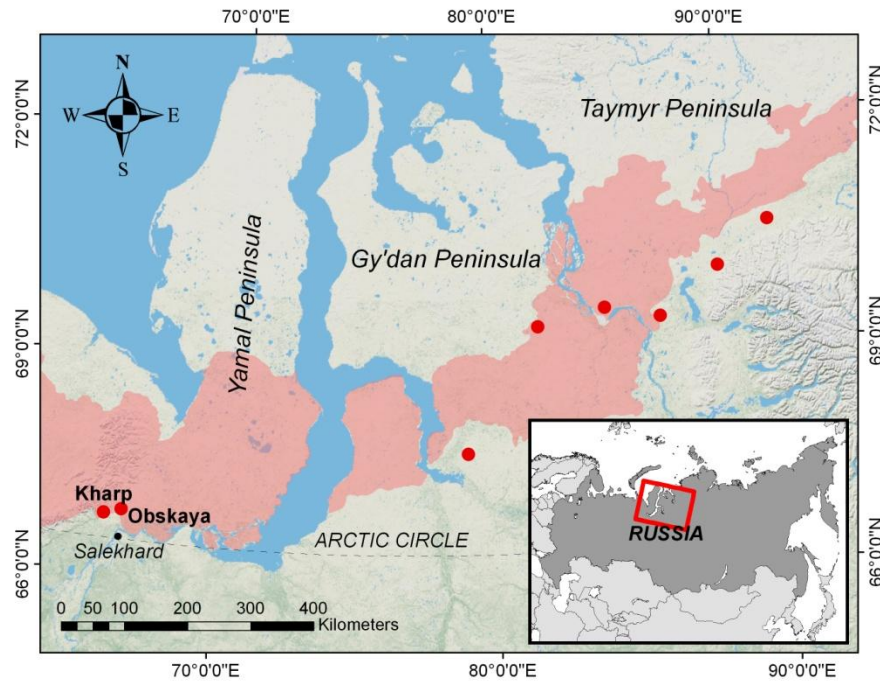 70°0'0"E
80°0'0"E
90°0'0"E
N
W
E
S
72°0'0"N
72°0'0"N
Taymyr Peninsula
Yamal Peninsula
Gy'dan Peninsula
69°0'0"N
69°0'0"N
Kharp
Obskaya
Salekhard
ARCTIC CIRCLE
RUSSIA
66°0'0"N
66°0'0"N
0 50 100 200 300 400
Kilometers
70°0'0"E
80°0'0"E
90°0'0"E